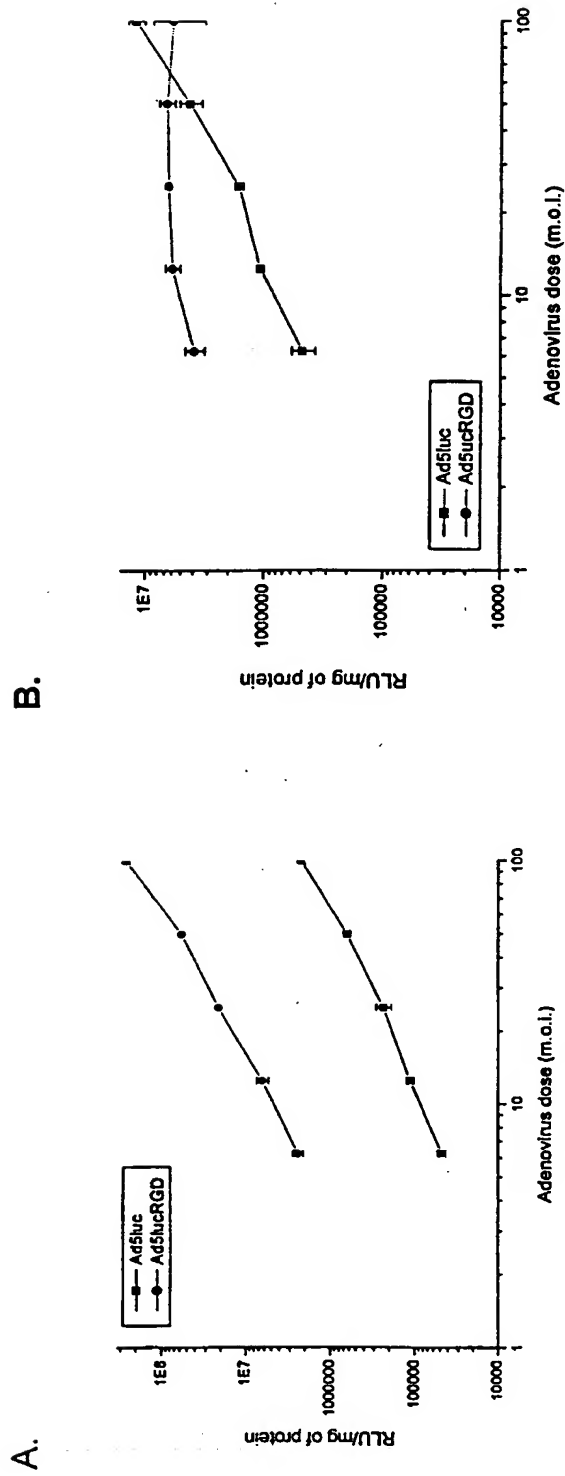 A.
RLU/mg of protein
1E8
1E7
1000000
100000
10000
Ad5luc
Ad5lucRGD
1
10
100
Adenovirus dose (m.o.l.)
B.
RLU/mg of protein
1E7
1000000
100000
10000
Ad5luc
Ad5ucRGD
1
10
100
Adenovirus dose (m.o.l.)